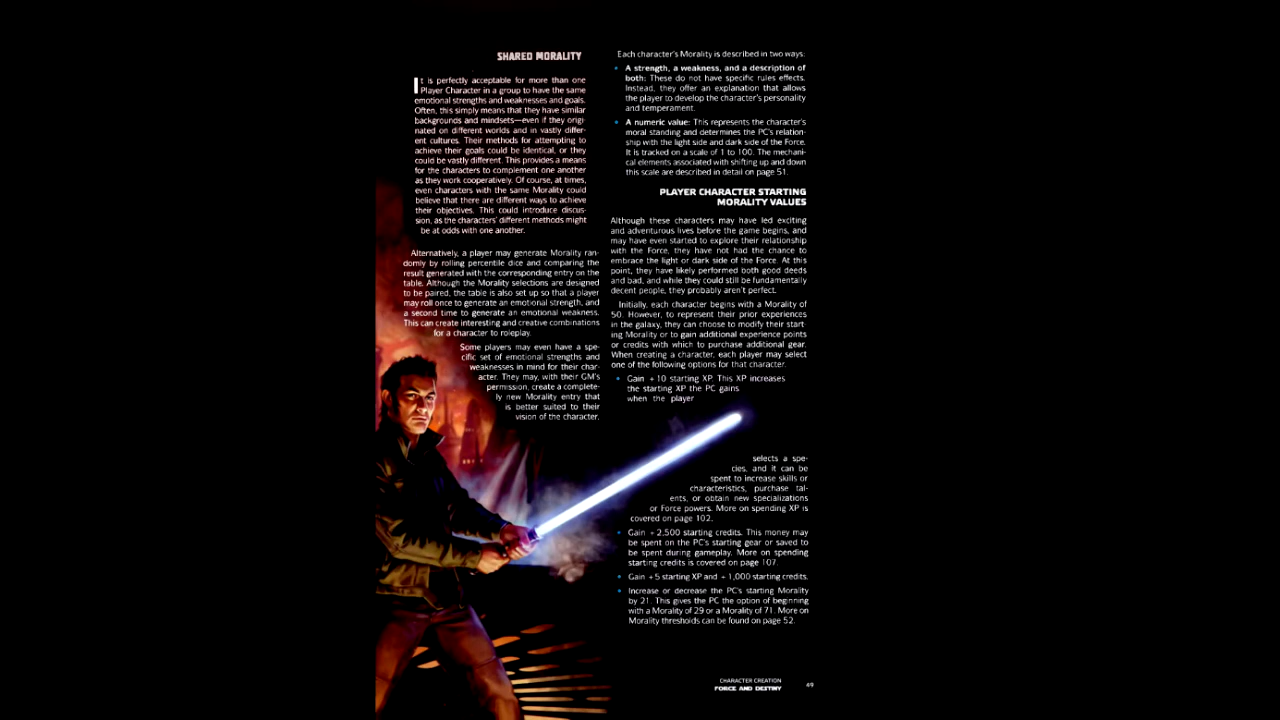 SHARED MORALITY
It is perfectly acceptable for more than one
Player Character in a group to have the same
emotional strengths and weaknesses and goals.
Often, this simply means that they have similar
backgrounds and mindsets—even if they origi-
nated on different worlds and in vastly differ-
ent cultures. Their methods for attempting to
achieve their goals could be identical, or they
could be vastly different. This provides a means
for the characters to complement one another
as they work cooperatively. Of course, at times,
even characters with the same Morality could
believe that there are different ways to achieve
their objectives. This could introduce discus-
sion, as the characters' different methods might
be at odds with one another.
Alternatively, a player may generate Morality ran-
domly by rolling percentile dice and comparing the
result generated with the corresponding entry on the
table. Although the Morality selections are designed
to be paired, the table is also set up so that a player
may roll once to generate an emotional strength, and
a second time to generate an emotional weakness.
This can create interesting and creative combinations
for a character to roleplay.
Some players may even have a spe-
cific set of emotional strengths and
weaknesses in mind for their char-
acter. They may, with their GM's
permission, create a complete-
ly new Morality entry that
is better suited to their
vision of the character.
Each character's Morality is described in two ways:
• A strength, a weakness, and a description of
both: These do not have specific rules effects.
Instead, they offer an explanation that allows
the player to develop the character's personality
and temperament.
• A numeric value: This represents the character's
moral standing and determines the PC's relation-
ship with the light side and dark side of the Force.
It is tracked on a scale of 1 to 100. The mechani-
cal elements associated with shifting up and down
this scale are described in detail on page 51.
PLAYER CHARACTER STARTING
MORALITY VALUES
Although these characters may have led exciting
and adventurous lives before the game begins, and
may have even started to explore their relationship
with the Force, they have not had the chance to
embrace the light or dark side of the Force. At this
point, they have likely performed both good deeds
and bad, and while they could still be fundamentally
decent people, they probably aren't perfect.
Initially, each character begins with a Morality of
50. However, to represent their prior experiences
in the galaxy, they can choose to modify their start-
ing Morality or to gain additional experience points
or credits with which to purchase additional gear.
When creating a character, each player may select
one of the following options for that character.
• Gain +10 starting XP. This XP increases
the starting XP the PC gains
when the player
selects a spe-
cies, and it can be
spent to increase skills or
characteristics, purchase tal-
ents, or obtain new specializations
or Force powers. More on spending XP is
covered on page 102.
• Gain +2,500 starting credits. This money may
be spent on the PC's starting gear or saved to
be spent during gameplay. More on spending
starting credits is covered on page 107.
• Gain +5 starting XP and +1,000 starting credits.
• Increase or decrease the PC's starting Morality
by 21. This gives the PC the option of beginning
with a Morality of 29 or a Morality of 71. More on
Morality thresholds can be found on page 52.
CHARACTER CREATION
FORCE AND DESTINY
49